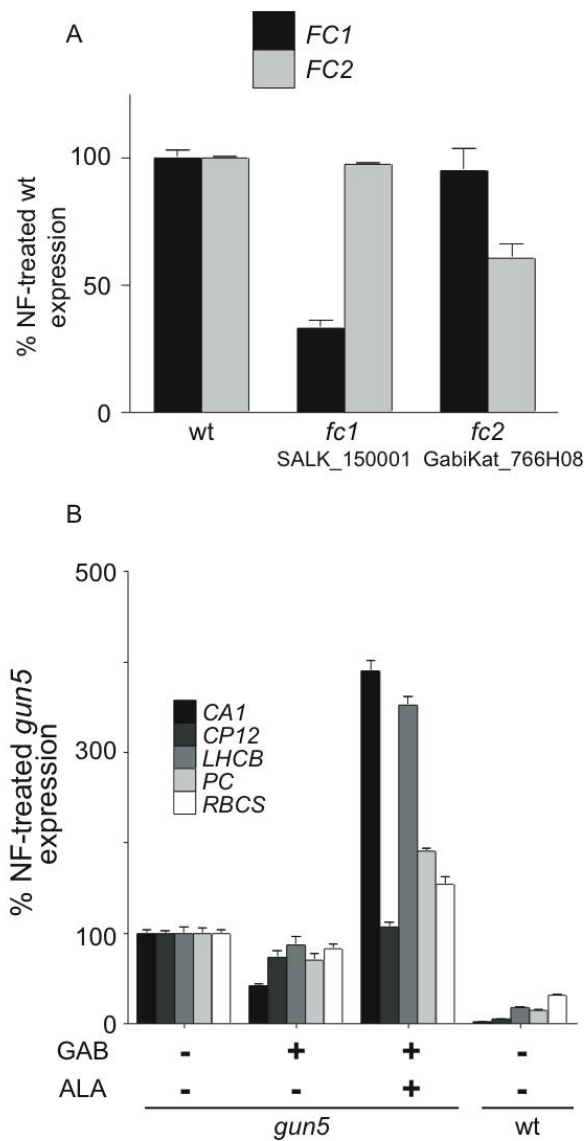 A
FC1
FC2
% NF-treated wt
expression
100
50
0
wt
fc1
fc2
SALK_150001
GabiKat_766H08
B
% NF-treated gun5
expression
500
300
100
0
CA1
CP12
LHCB
PC
RBCS
GAB - + + -
ALA - - + -
gun5 wt